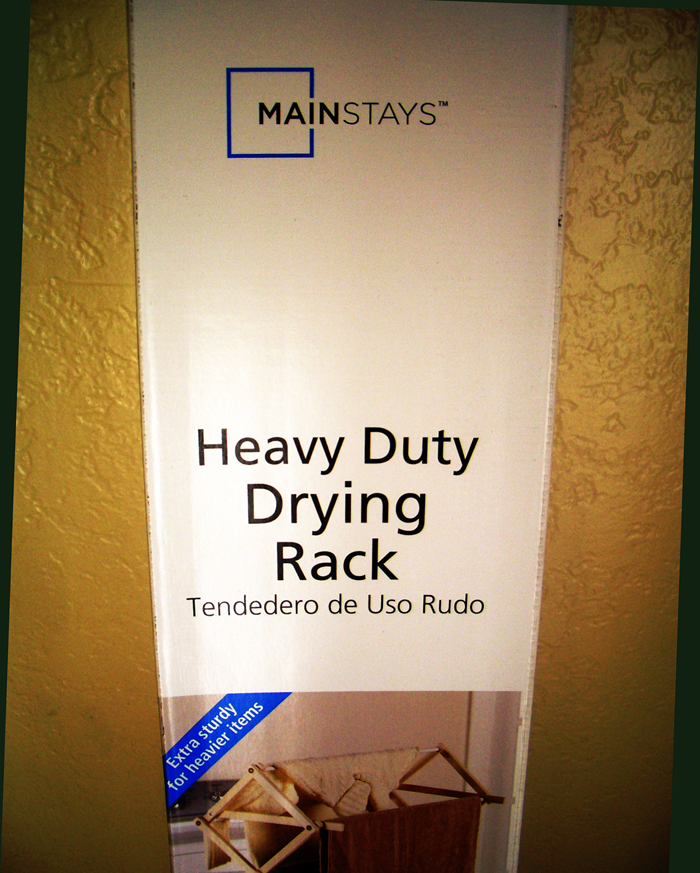 MAINSTAYS™
Heavy Duty
Drying
Rack
Tendedero de Uso Rudo
Extra sturdy
for heavier items